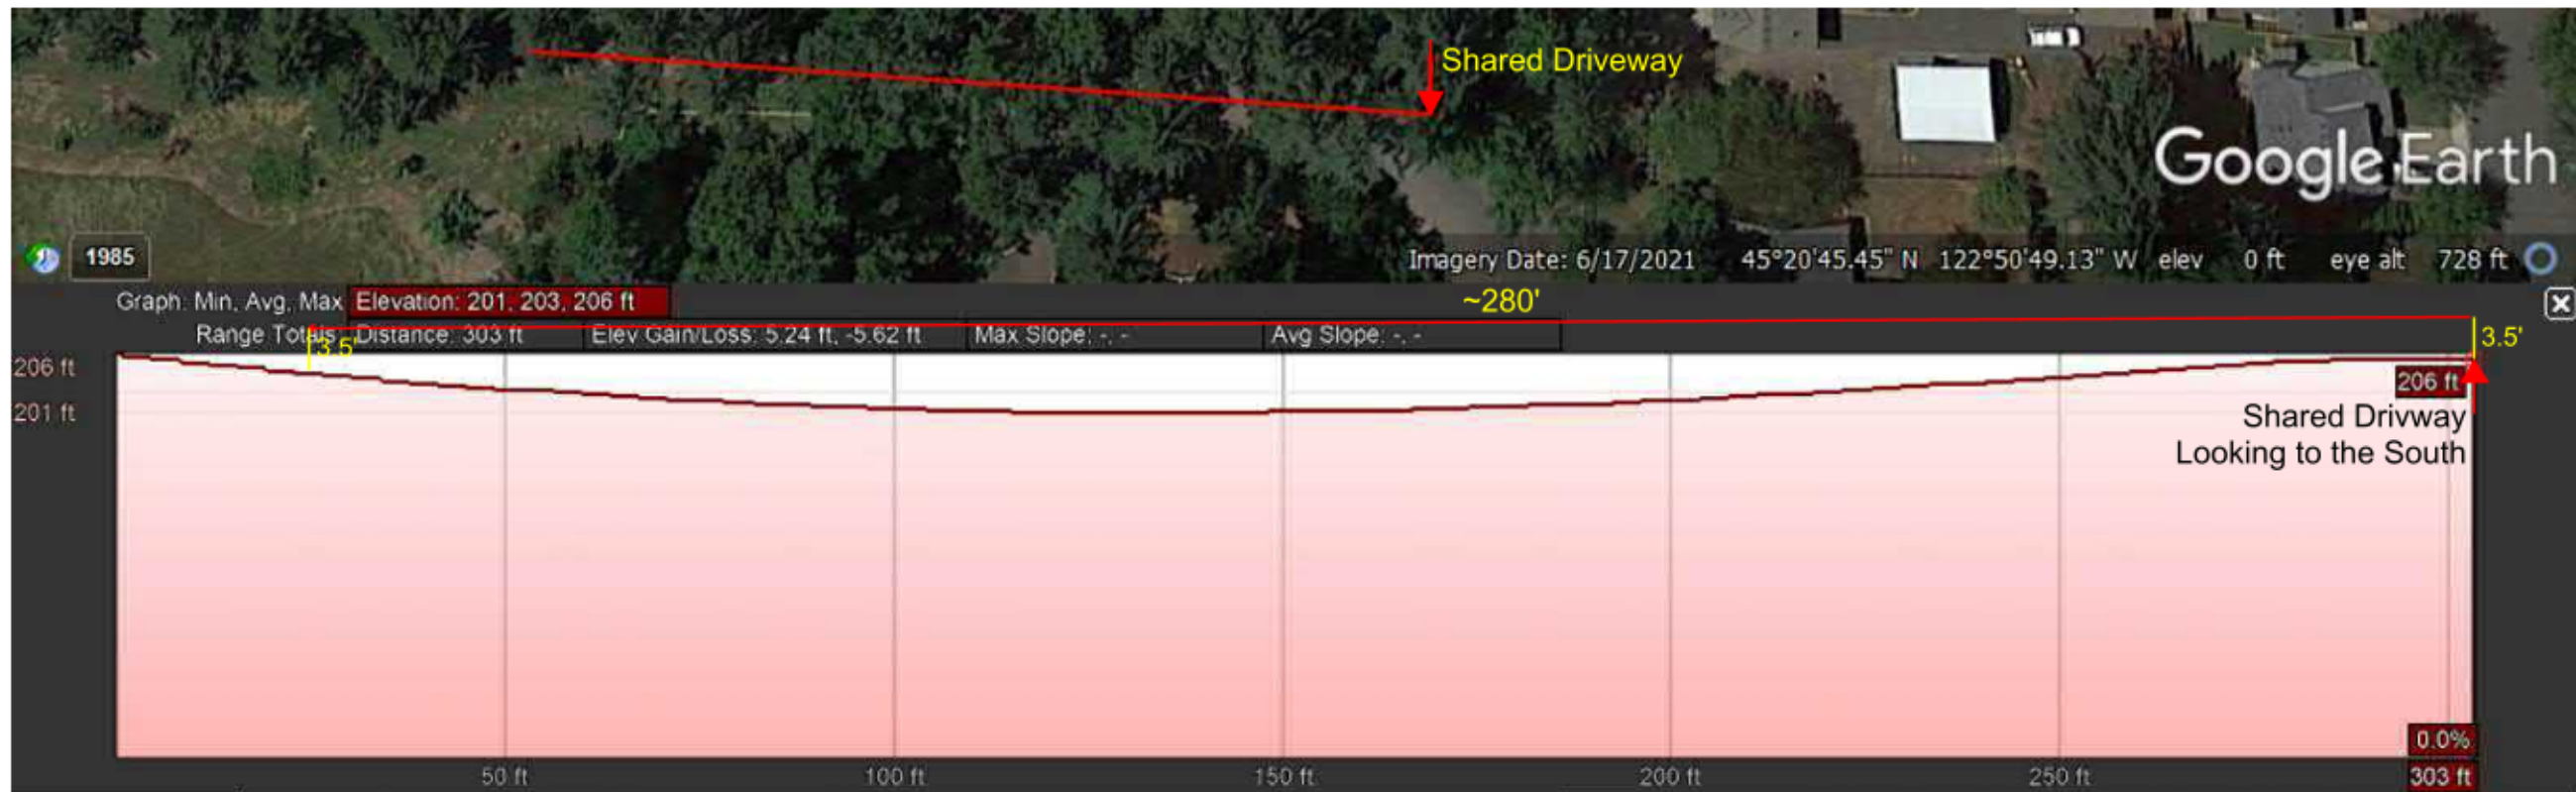 Shared Driveway
Google Earth
1985
Imagery Date: 6/17/2021 45°20'45.45" N 122°50'49.13" W elev 0 ft eye alt 728 ft
Graph: Min, Avg, Max Elevation: 201, 203, 206 ft
~280'
Range Totals: Distance: 303 ft Elev Gain/Loss: 5.24 ft, -5.62 ft Max Slope: -, - Avg Slope: -, -
3.5'
3.5'
206 ft
201 ft
206 ft
Shared Drivway
Looking to the South
0.0%
50 ft 100 ft 150 ft 200 ft 250 ft 303 ft